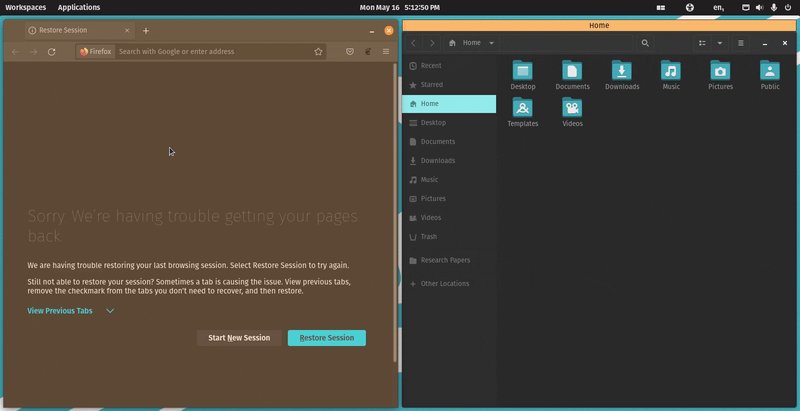 Workspaces Applications Mon May 16 5:12:50 PM en₁
Restore Session
Firefox Search with Google or enter address
Sorry. We're having trouble getting your pages
back.
We are having trouble restoring your last browsing session. Select Restore Session to try again.
Still not able to restore your session? Sometimes a tab is causing the issue. View previous tabs,
remove the checkmark from the tabs you don't need to recover, and then restore.
View Previous Tabs
Start New Session Restore Session
Home
Home
Recent
Starred
Home
Desktop
Documents
Downloads
Music
Pictures
Videos
Trash
Research Papers
Other Locations
Desktop Documents Downloads Music Pictures Public
Templates Videos